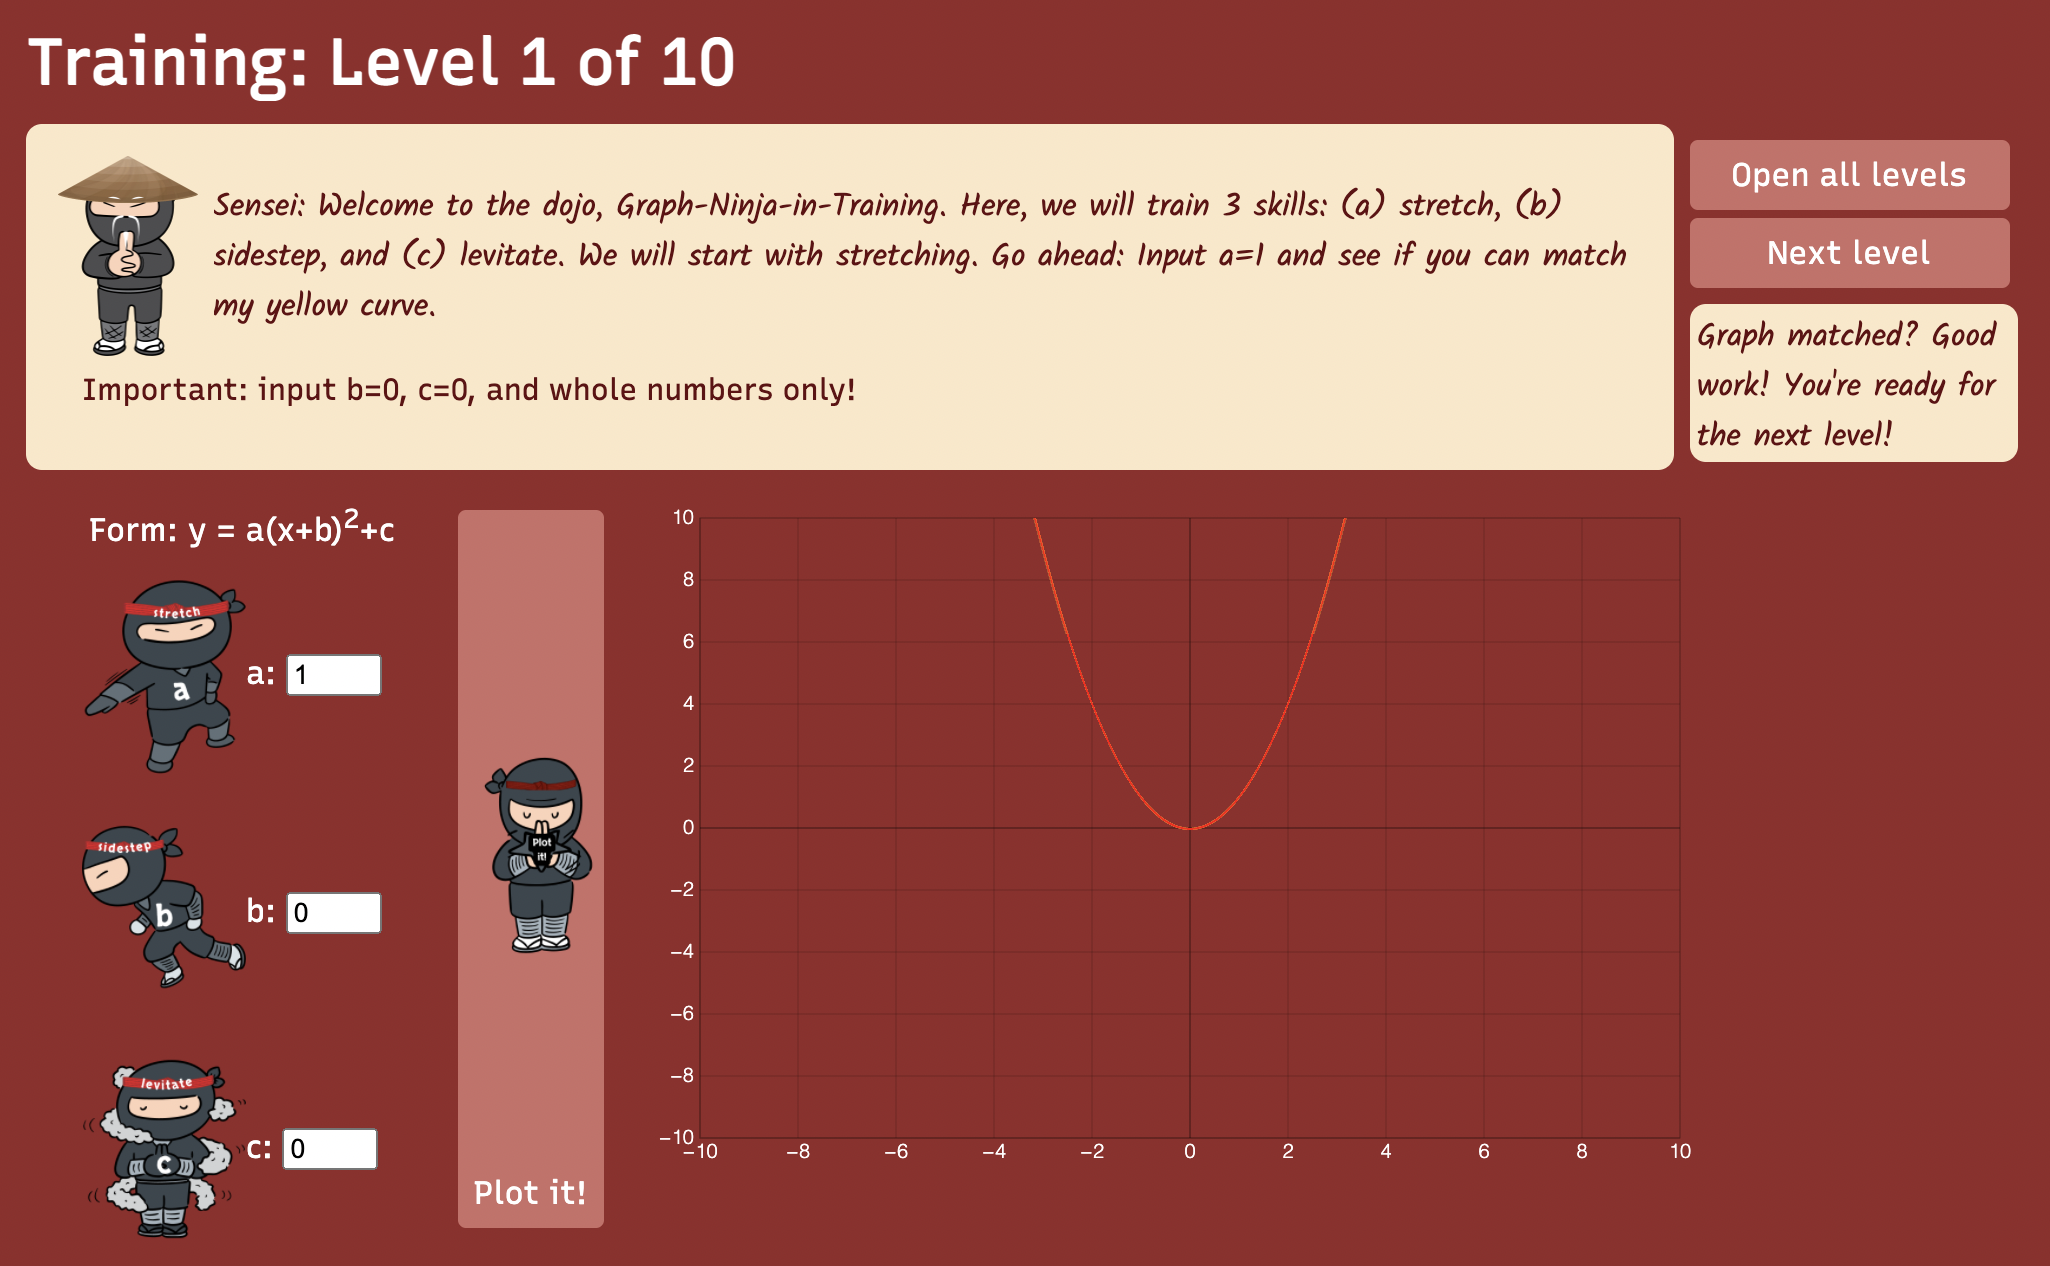 Training: Level 1 of 10
Sensei: Welcome to the dojo, Graph-Ninja-in-Training. Here, we will train 3 skills: (a) stretch, (b)
sidestep, and (c) levitate. We will start with stretching. Go ahead: Input a=1 and see if you can match
my yellow curve.
Important: input b=0, c=0, and whole numbers only!
Open all levels
Next level
Graph matched? Good
work! You're ready for
the next level!
Form: y = a(x+b)²+c
stretch
a
a: 1
sidestep
b
b: 0
levitate
c
c: 0
Plot
it!
Plot it!
10
8
6
4
2
0
−2
−4
−6
−8
−10
−10 −8 −6 −4 −2 0 2 4 6 8 10